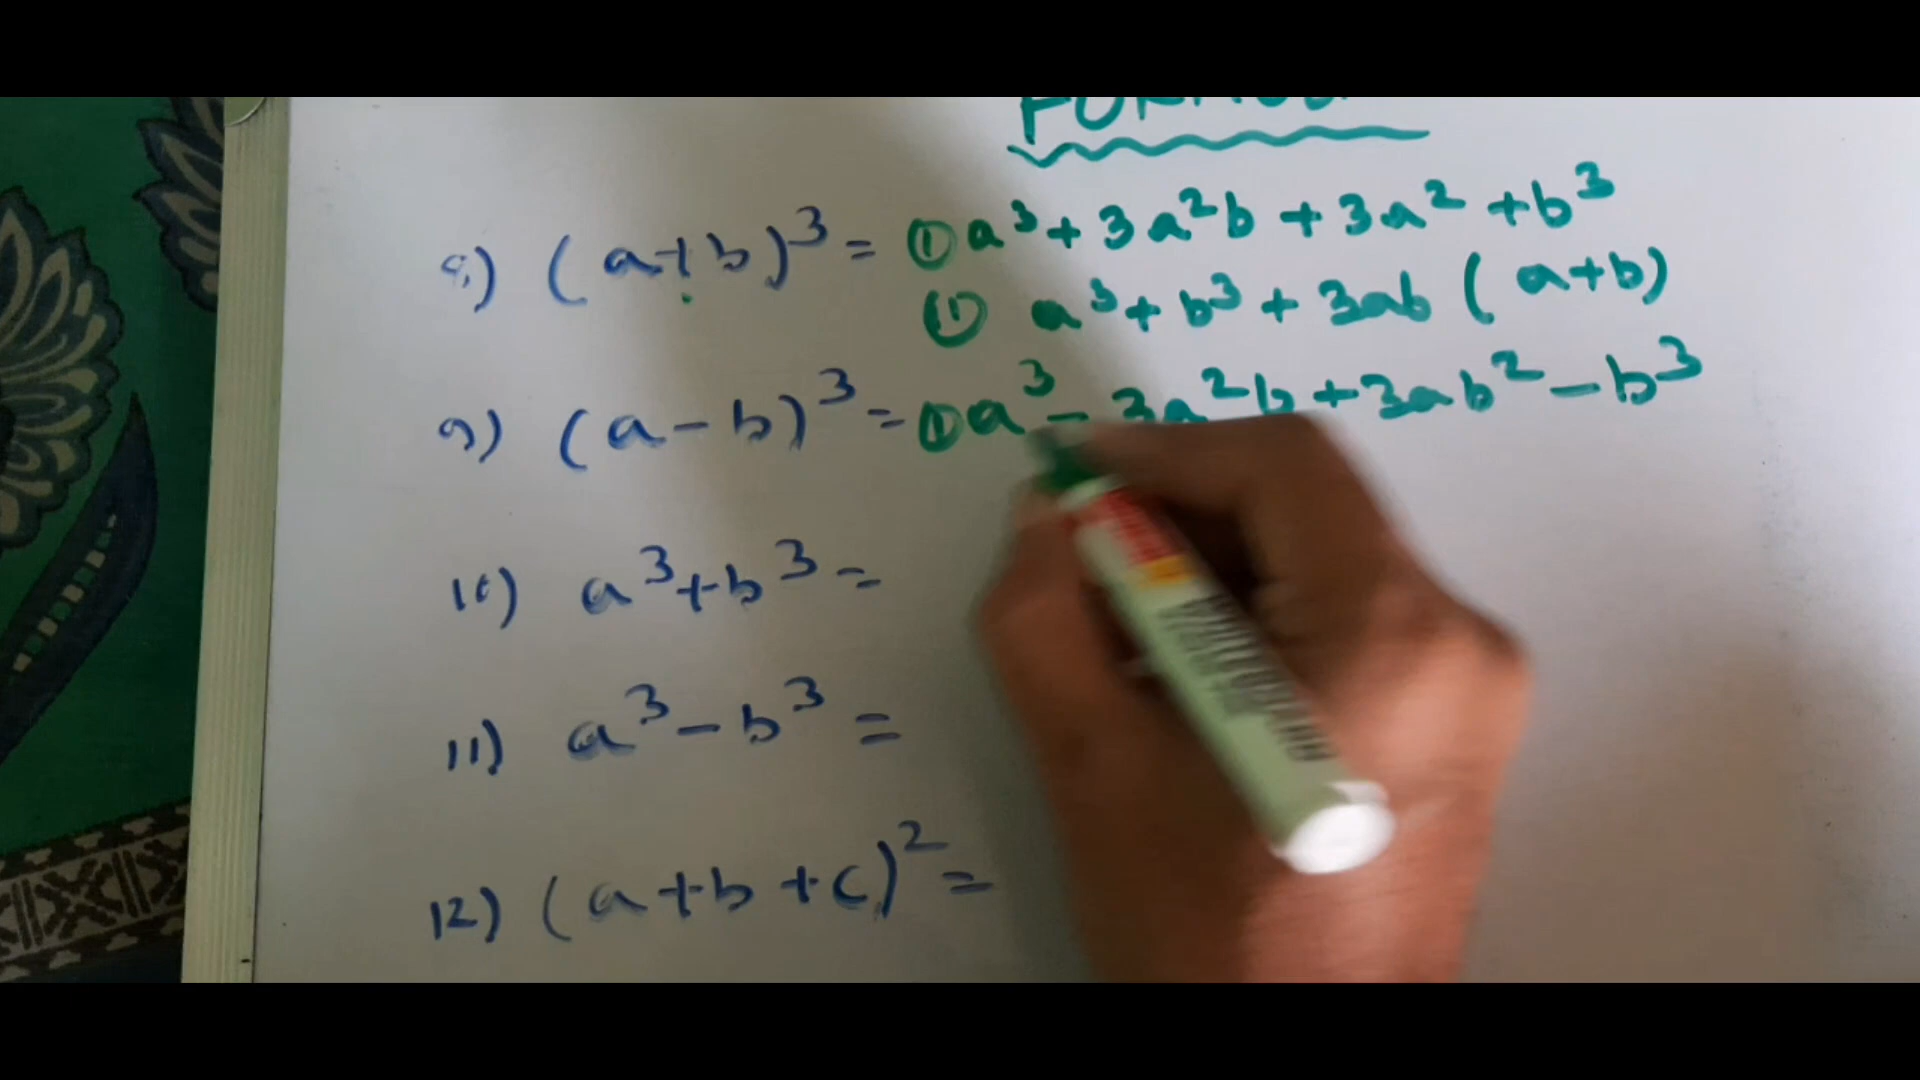 8) (a+b)³ = ① a³ + 3a²b + 3a² + b³
⑪ a³ + b³ + 3ab (a+b)
9) (a-b)³ = ① a³ - 3a²b + 3ab² - b³
10) a³+b³ =
11) a³-b³ =
12) (a+b+c)² =